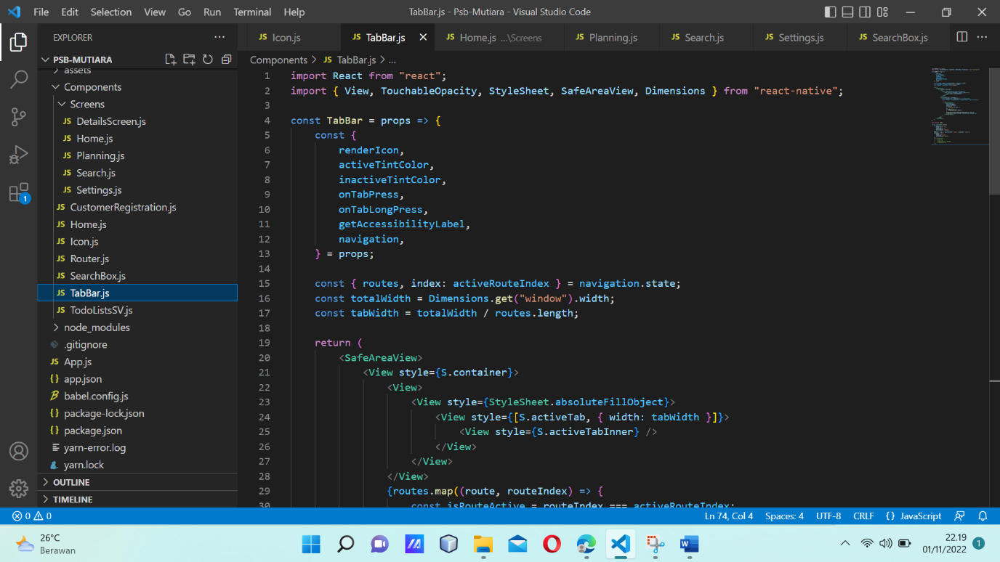 File Edit Selection View Go Run Terminal Help
TabBar.js - Psb-Mutiara - Visual Studio Code
EXPLORER
PSB-MUTIARA
assets
Components
Screens
JS DetailsScreen.js
JS Home.js
JS Planning.js
JS Search.js
JS Settings.js
JS CustomerRegistration.js
JS Home.js
JS Icon.js
JS Router.js
JS SearchBox.js
JS TabBar.js
JS TodoListsSV.js
node_modules
.gitignore
JS App.js
{} app.json
babel.config.js
{} package-lock.json
{} package.json
yarn-error.log
yarn.lock
OUTLINE
TIMELINE
1
JS Icon.js JS TabBar.js JS Home.js ...\Screens JS Planning.js JS Search.js JS Settings.js JS SearchBox.js
Components > JS TabBar.js > ...
1 import React from "react";
2 import { View, TouchableOpacity, StyleSheet, SafeAreaView, Dimensions } from "react-native";
3
4 const TabBar = props => {
5 const {
6 renderIcon,
7 activeTintColor,
8 inactiveTintColor,
9 onTabPress,
10 onTabLongPress,
11 getAccessibilityLabel,
12 navigation,
13 } = props;
14
15 const { routes, index: activeRouteIndex } = navigation.state;
16 const totalWidth = Dimensions.get("window").width;
17 const tabWidth = totalWidth / routes.length;
18
19 return (
20 <SafeAreaView>
21 <View style={S.container}>
22 <View>
23 <View style={StyleSheet.absoluteFillObject}>
24 <View style={[S.activeTab, { width: tabWidth }]}>
25 <View style={S.activeTabInner} />
26 </View>
27 </View>
28 </View>
29 {routes.map((route, routeIndex) => {
30 const isRouteActive = routeIndex === activeRouteIndex;
0 0
Ln 74, Col 4 Spaces: 4 UTF-8 CRLF {} JavaScript
26°C
Berawan
22.19
01/11/2022
1